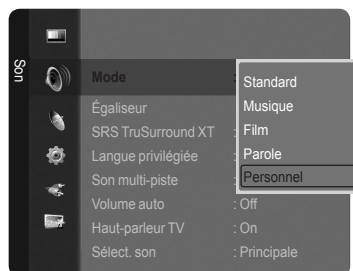 Son
Mode :
Standard
Musique
Film
Parole
Personnel
Égaliseur
SRS TruSurround XT :
Langue privilégiée :
Son multi-piste :
Volume auto : Off
Haut-parleur TV : On
Sélect. son : Principale